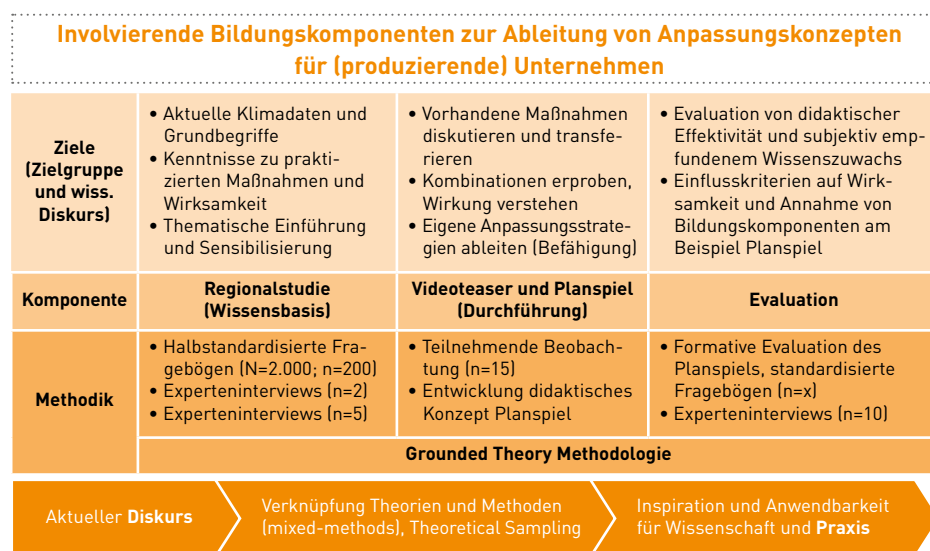 Involvierende Bildungskomponenten zur Ableitung von Anpassungskonzepten
für (produzierende) Unternehmen
Ziele
(Zielgruppe
und wiss.
Diskurs)
• Aktuelle Klimadaten und
Grundbegriffe
• Kenntnisse zu prakti-
zierten Maßnahmen und
Wirksamkeit
• Thematische Einführung
und Sensibilisierung
• Vorhandene Maßnahmen
diskutieren und transfe-
rieren
• Kombinationen erproben,
Wirkung verstehen
• Eigene Anpassungsstrate-
gien ableiten (Befähigung)
• Evaluation von didaktischer
Effektivität und subjektiv emp-
fundenem Wissenszuwachs
• Einflusskriterien auf Wirk-
samkeit und Annahme von
Bildungskomponenten am
Beispiel Planspiel
Komponente
Regionalstudie
(Wissensbasis)
Videoteaser und Planspiel
(Durchführung)
Evaluation
Methodik
• Halbstandardisierte Fra-
gebögen (N=2.000; n=200)
• Experteninterviews (n=2)
• Experteninterviews (n=5)
• Teilnehmende Beobach-
tung (n=15)
• Entwicklung didaktisches
Konzept Planspiel
• Formative Evaluation des
Planspiels, standardisierte
Fragebögen (n=x)
• Experteninterviews (n=10)
Grounded Theory Methodologie
Aktueller Diskurs
Verknüpfung Theorien und Methoden
(mixed-methods), Theoretical Sampling
Inspiration und Anwendbarkeit
für Wissenschaft und Praxis